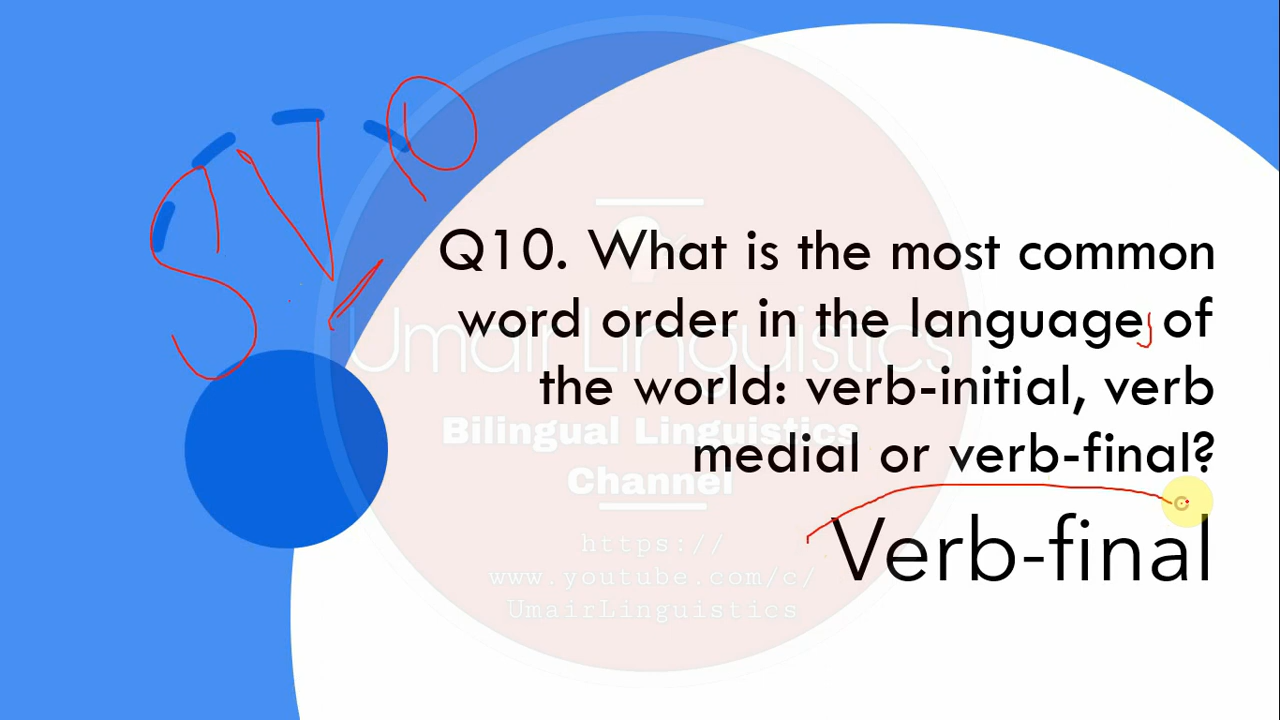 SVO
Q10. What is the most common
word order in the languages of
the world: verb-initial, verb
medial or verb-final?
Verb-final
UmairLinguistics
Bilingual Linguistics
Channel
https://
www.youtube.com/c/
UmairLinguistics